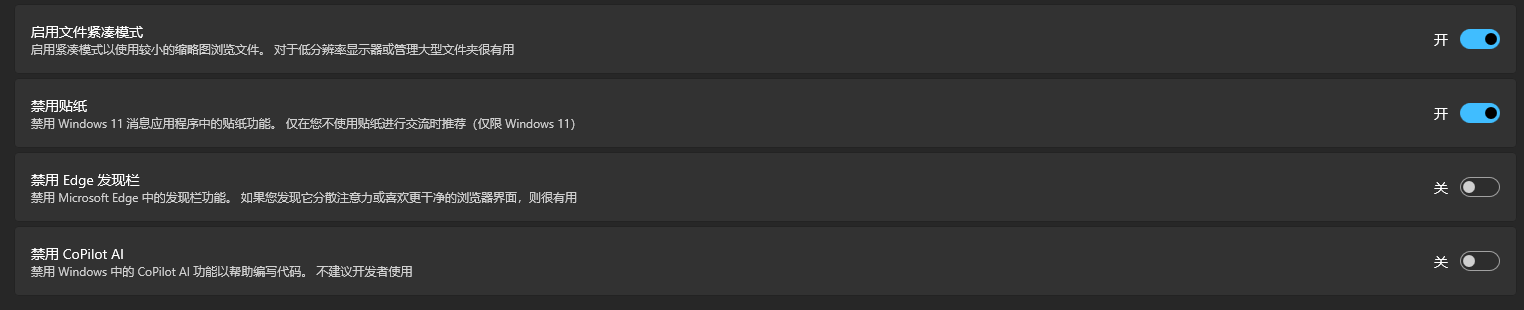 启用文件紧凑模式
启用紧凑模式以使用较小的缩略图浏览文件。 对于低分辨率显示器或管理大型文件夹很有用
开
禁用贴纸
禁用 Windows 11 消息应用程序中的贴纸功能。 仅在您不使用贴纸进行交流时推荐（仅限 Windows 11）
开
禁用 Edge 发现栏
禁用 Microsoft Edge 中的发现栏功能。 如果您发现它分散注意力或喜欢更干净的浏览器界面，则很有用
关
禁用 CoPilot AI
禁用 Windows 中的 CoPilot AI 功能以帮助编写代码。 不建议开发者使用
关